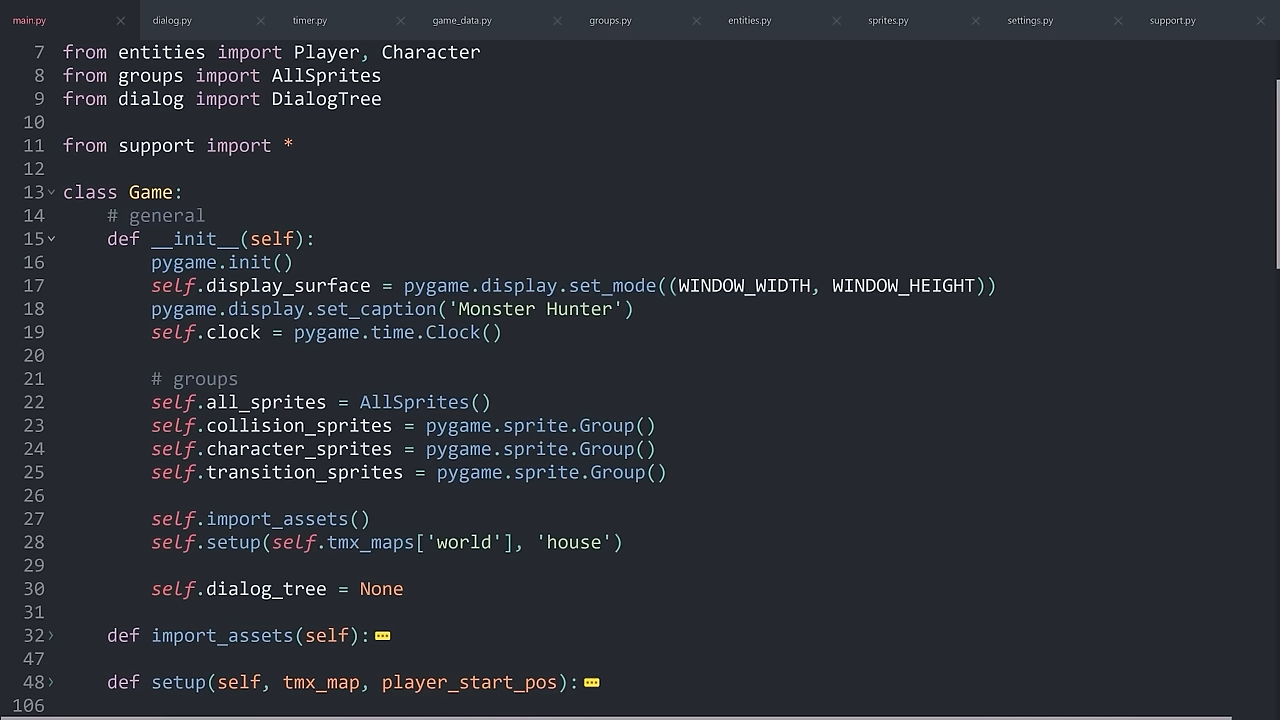 main.py dialog.py timer.py game_data.py groups.py entities.py sprites.py settings.py support.py
7 from entities import Player, Character
8 from groups import AllSprites
9 from dialog import DialogTree
10
11 from support import *
12
13 class Game:
14     # general
15     def __init__(self):
16         pygame.init()
17         self.display_surface = pygame.display.set_mode((WINDOW_WIDTH, WINDOW_HEIGHT))
18         pygame.display.set_caption('Monster Hunter')
19         self.clock = pygame.time.Clock()
20
21         # groups
22         self.all_sprites = AllSprites()
23         self.collision_sprites = pygame.sprite.Group()
24         self.character_sprites = pygame.sprite.Group()
25         self.transition_sprites = pygame.sprite.Group()
26
27         self.import_assets()
28         self.setup(self.tmx_maps['world'], 'house')
29
30         self.dialog_tree = None
31
32     def import_assets(self):
47
48     def setup(self, tmx_map, player_start_pos):
106